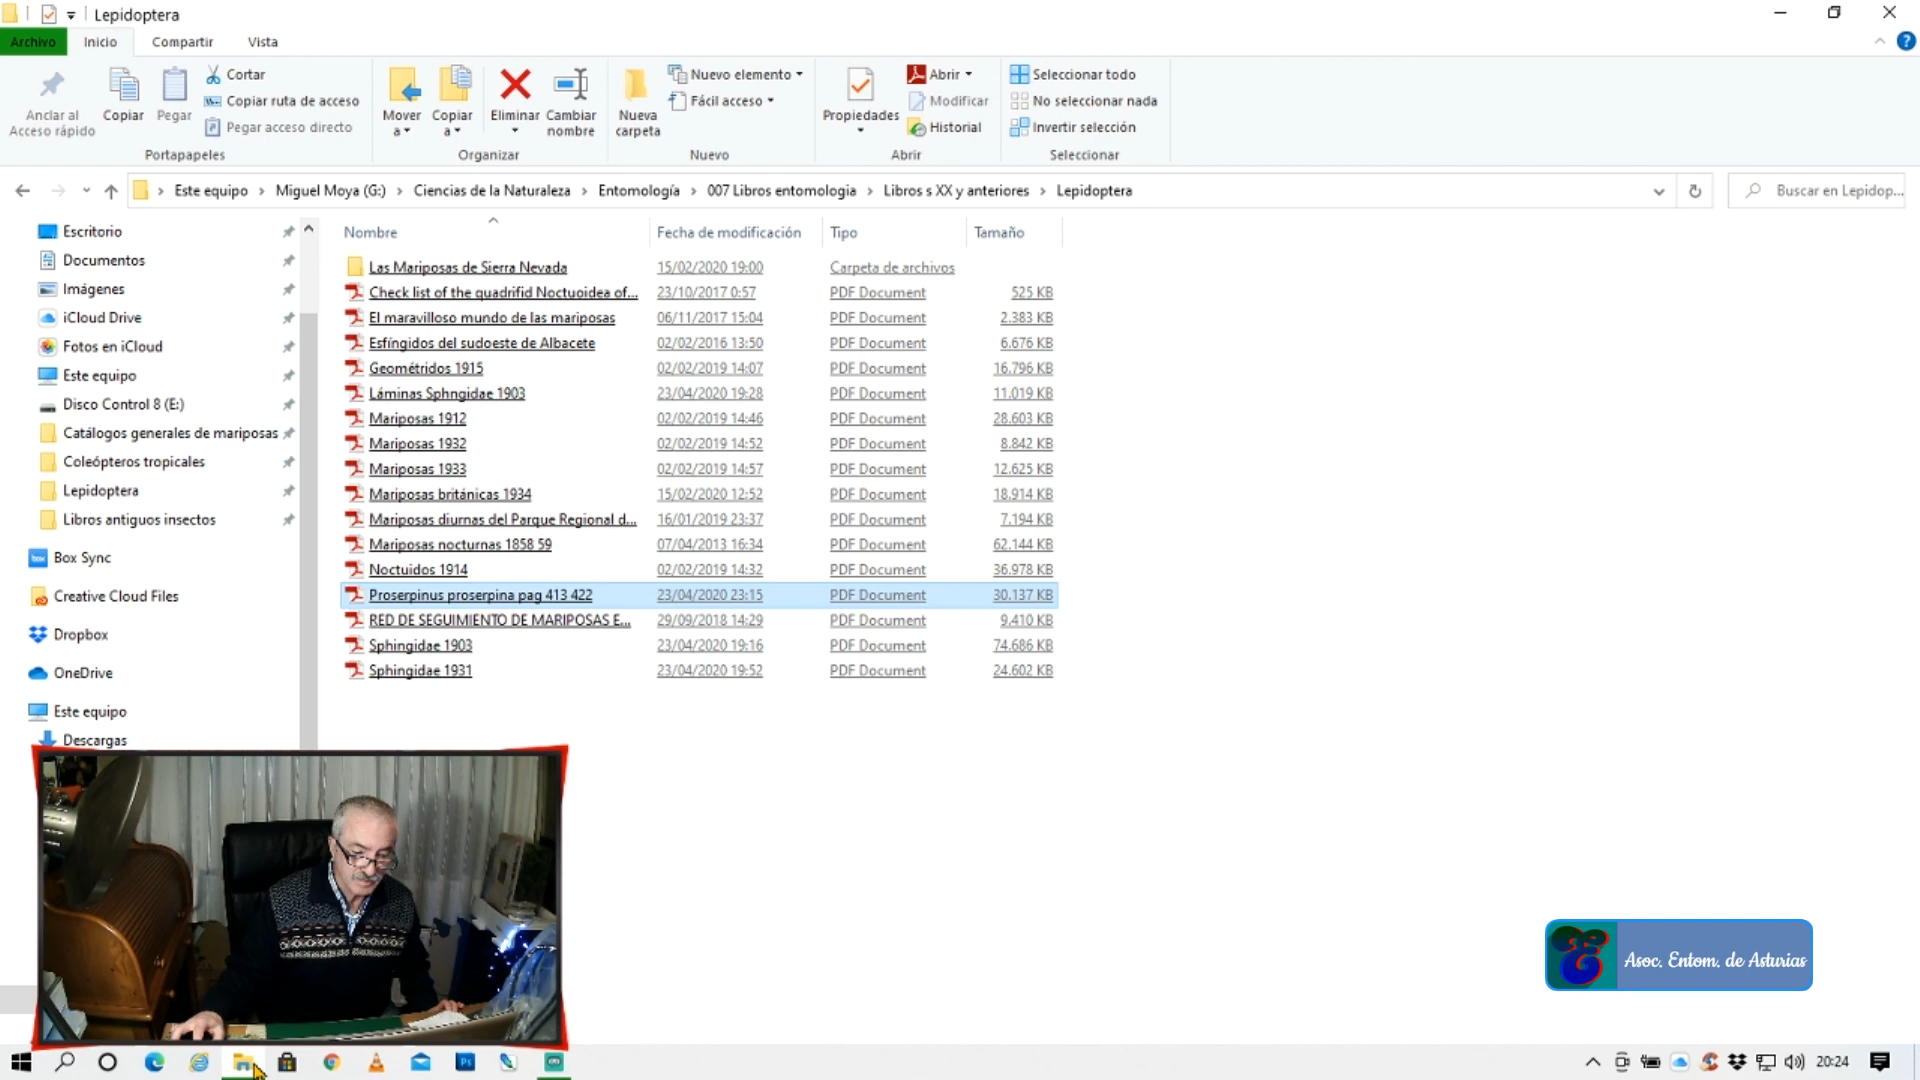 Lepidoptera
Archivo Inicio Compartir Vista
Anclar al Acceso rápido
Copiar
Pegar
Cortar
Copiar ruta de acceso
Pegar acceso directo
Portapapeles
Mover a
Copiar a
Eliminar
Cambiar nombre
Organizar
Nueva carpeta
Nuevo elemento
Fácil acceso
Nuevo
Propiedades
Abrir
Modificar
Historial
Abrir
Seleccionar todo
No seleccionar nada
Invertir selección
Seleccionar
Este equipo > Miguel Moya (G:) > Ciencias de la Naturaleza > Entomología > 007 Libros entomologia > Libros s XX y anteriores > Lepidoptera
Buscar en Lepidop...
Escritorio
Documentos
Imágenes
iCloud Drive
Fotos en iCloud
Este equipo
Disco Control 8 (E:)
Catálogos generales de mariposas
Coleópteros tropicales
Lepidoptera
Libros antiguos insectos
Box Sync
Creative Cloud Files
Dropbox
OneDrive
Este equipo
Descargas
Nombre Fecha de modificación Tipo Tamaño
Las Mariposas de Sierra Nevada 15/02/2020 19:00 Carpeta de archivos
Check list of the quadrifid Noctuoidea of... 23/10/2017 0:57 PDF Document 525 KB
El maravilloso mundo de las mariposas 06/11/2017 15:04 PDF Document 2.383 KB
Esfíngidos del sudoeste de Albacete 02/02/2016 13:50 PDF Document 6.676 KB
Geométridos 1915 02/02/2019 14:07 PDF Document 16.796 KB
Láminas Sphngidae 1903 23/04/2020 19:28 PDF Document 11.019 KB
Mariposas 1912 02/02/2019 14:46 PDF Document 28.603 KB
Mariposas 1932 02/02/2019 14:52 PDF Document 8.842 KB
Mariposas 1933 02/02/2019 14:57 PDF Document 12.625 KB
Mariposas británicas 1934 15/02/2020 12:52 PDF Document 18.914 KB
Mariposas diurnas del Parque Regional d... 16/01/2019 23:37 PDF Document 7.194 KB
Mariposas nocturnas 1858 59 07/04/2013 16:34 PDF Document 62.144 KB
Noctuidos 1914 02/02/2019 14:32 PDF Document 36.978 KB
Proserpinus proserpina pag 413 422 23/04/2020 23:15 PDF Document 30.137 KB
RED DE SEGUIMIENTO DE MARIPOSAS E... 29/09/2018 14:29 PDF Document 9.410 KB
Sphingidae 1903 23/04/2020 19:16 PDF Document 74.686 KB
Sphingidae 1931 23/04/2020 19:52 PDF Document 24.602 KB
Asoc. Entom. de Asturias
Ps
20:24